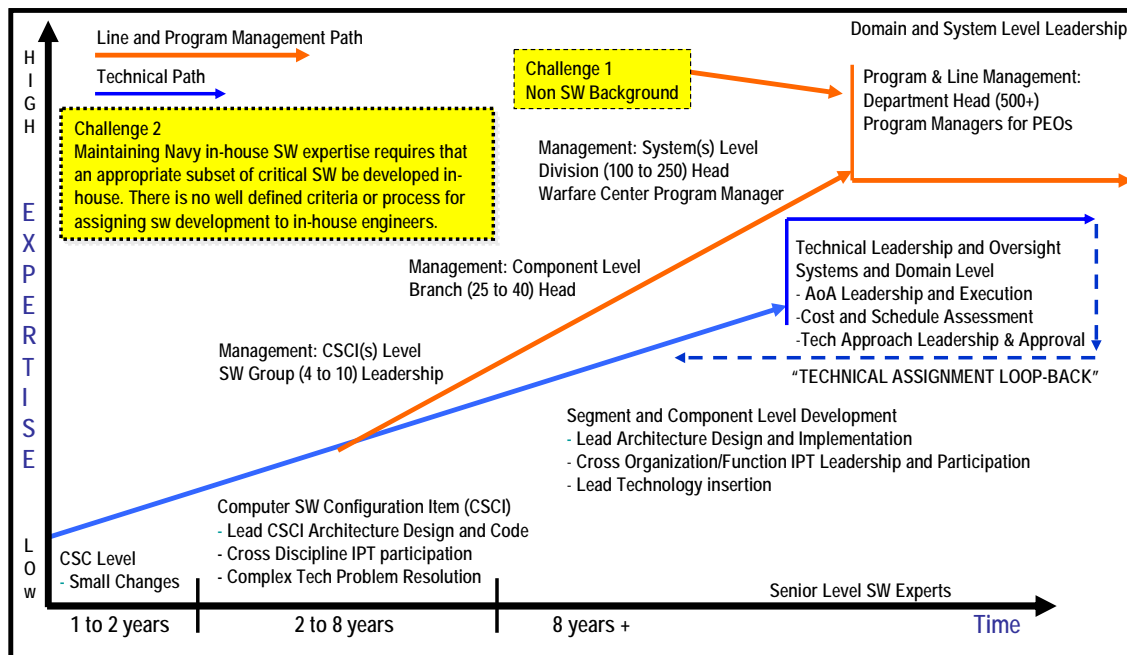 Line and Program Management Path
Technical Path
HIGH
EXPERTISE
LOW
Challenge 2
Maintaining Navy in-house SW expertise requires that
an appropriate subset of critical SW be developed in-
house. There is no well defined criteria or process for
assigning sw development to in-house engineers.
Challenge 1
Non SW Background
Domain and System Level Leadership
Program & Line Management:
Department Head (500+)
Program Managers for PEOs
Management: System(s) Level
Division (100 to 250) Head
Warfare Center Program Manager
Management: Component Level
Branch (25 to 40) Head
Management: CSCI(s) Level
SW Group (4 to 10) Leadership
Technical Leadership and Oversight
Systems and Domain Level
- AoA Leadership and Execution
-Cost and Schedule Assessment
-Tech Approach Leadership & Approval
“TECHNICAL ASSIGNMENT LOOP-BACK”
Segment and Component Level Development
- Lead Architecture Design and Implementation
- Cross Organization/Function IPT Leadership and Participation
- Lead Technology insertion
Computer SW Configuration Item (CSCI)
- Lead CSCI Architecture Design and Code
- Cross Discipline IPT participation
- Complex Tech Problem Resolution
CSC Level
- Small Changes
Senior Level SW Experts
1 to 2 years
2 to 8 years
8 years +
Time